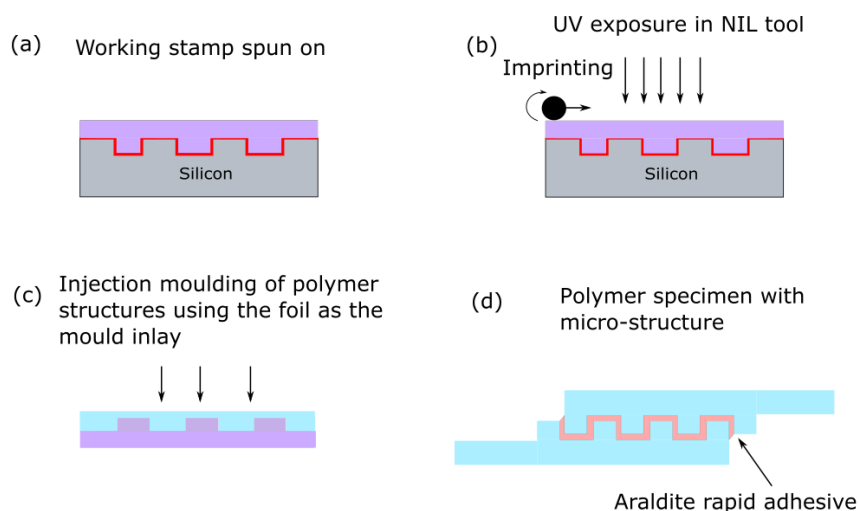 (a)
Working stamp spun on
Silicon
(b)
UV exposure in NIL tool
Imprinting
Silicon
(c)
Injection moulding of polymer
structures using the foil as the
mould inlay
(d)
Polymer specimen with
micro-structure
Araldite rapid adhesive